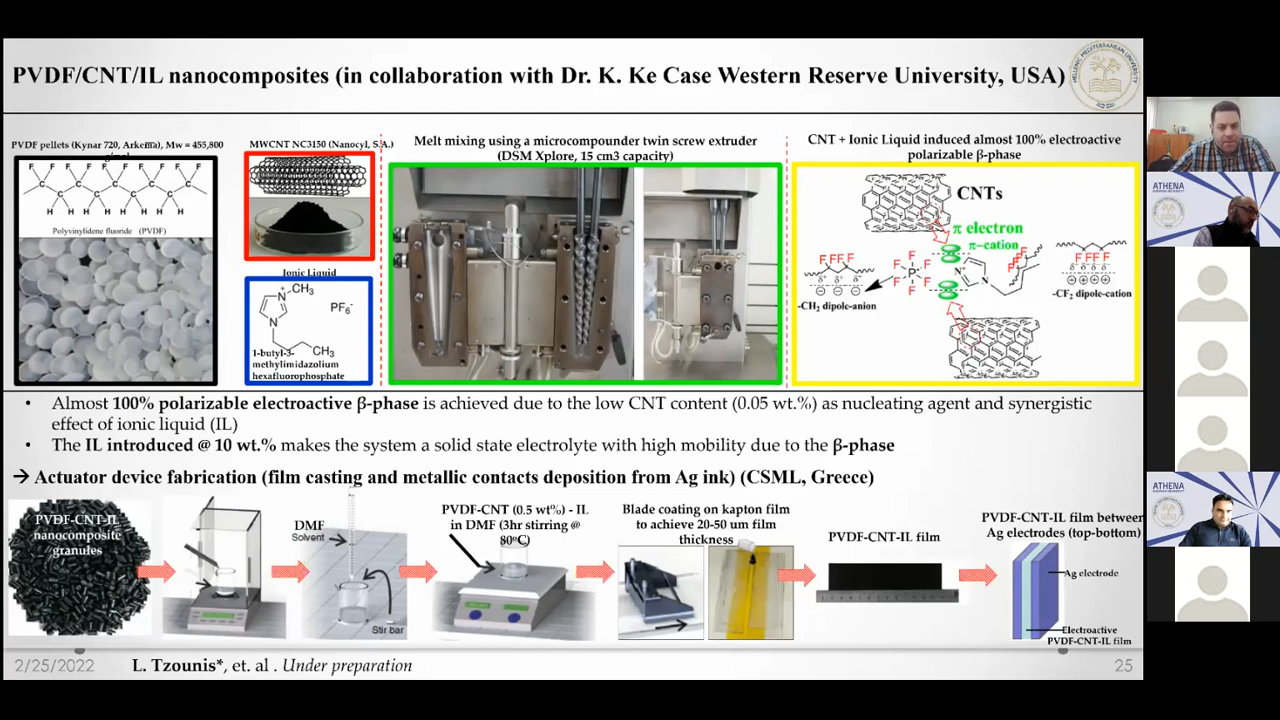 PVDF/CNT/IL nanocomposites (in collaboration with Dr. K. Ke Case Western Reserve University, USA)
HELLENIC MEDITERRANEAN UNIVERSITY
PVDF pellets (Kynar 720, Arkema), Mw = 455,800
F F F F F F F F
C C C C C C C C
H H H H H H H H
Polyvinylidene fluoride (PVDF)
MWCNT NC3150 (Nanocyl, S.A.)
Ionic Liquid
CH3
N+
N
PF6-
CH3
1-butyl-3-
methylimidazolium
hexafluorophosphate
Melt mixing using a microcompounder twin screw extruder
(DSM Xplore, 15 cm3 capacity)
CNT + Ionic Liquid induced almost 100% electroactive
polarizable β-phase
CNTs
π electron
π-cation
-CH2 dipole-anion
-CF2 dipole-cation
• Almost 100% polarizable electroactive β-phase is achieved due to the low CNT content (0.05 wt.%) as nucleating agent and synergistic
effect of ionic liquid (IL)
• The IL introduced @ 10 wt.% makes the system a solid state electrolyte with high mobility due to the β-phase
→ Actuator device fabrication (film casting and metallic contacts deposition from Ag ink) (CSML, Greece)
PVDF-CNT-IL
nanocomposite
granules
DMF
Solvent
Stir bar
PVDF-CNT (0.5 wt%) - IL
in DMF (3hr stirring @
80°C)
Blade coating on kapton film
to achieve 20-50 um film
thickness
PVDF-CNT-IL film
PVDF-CNT-IL film between
Ag electrodes (top-bottom)
Ag electrode
Electroactive
PVDF-CNT-IL film
2/25/2022
L. Tzounis*, et. al . Under preparation
25
ATHENA
ATHENA